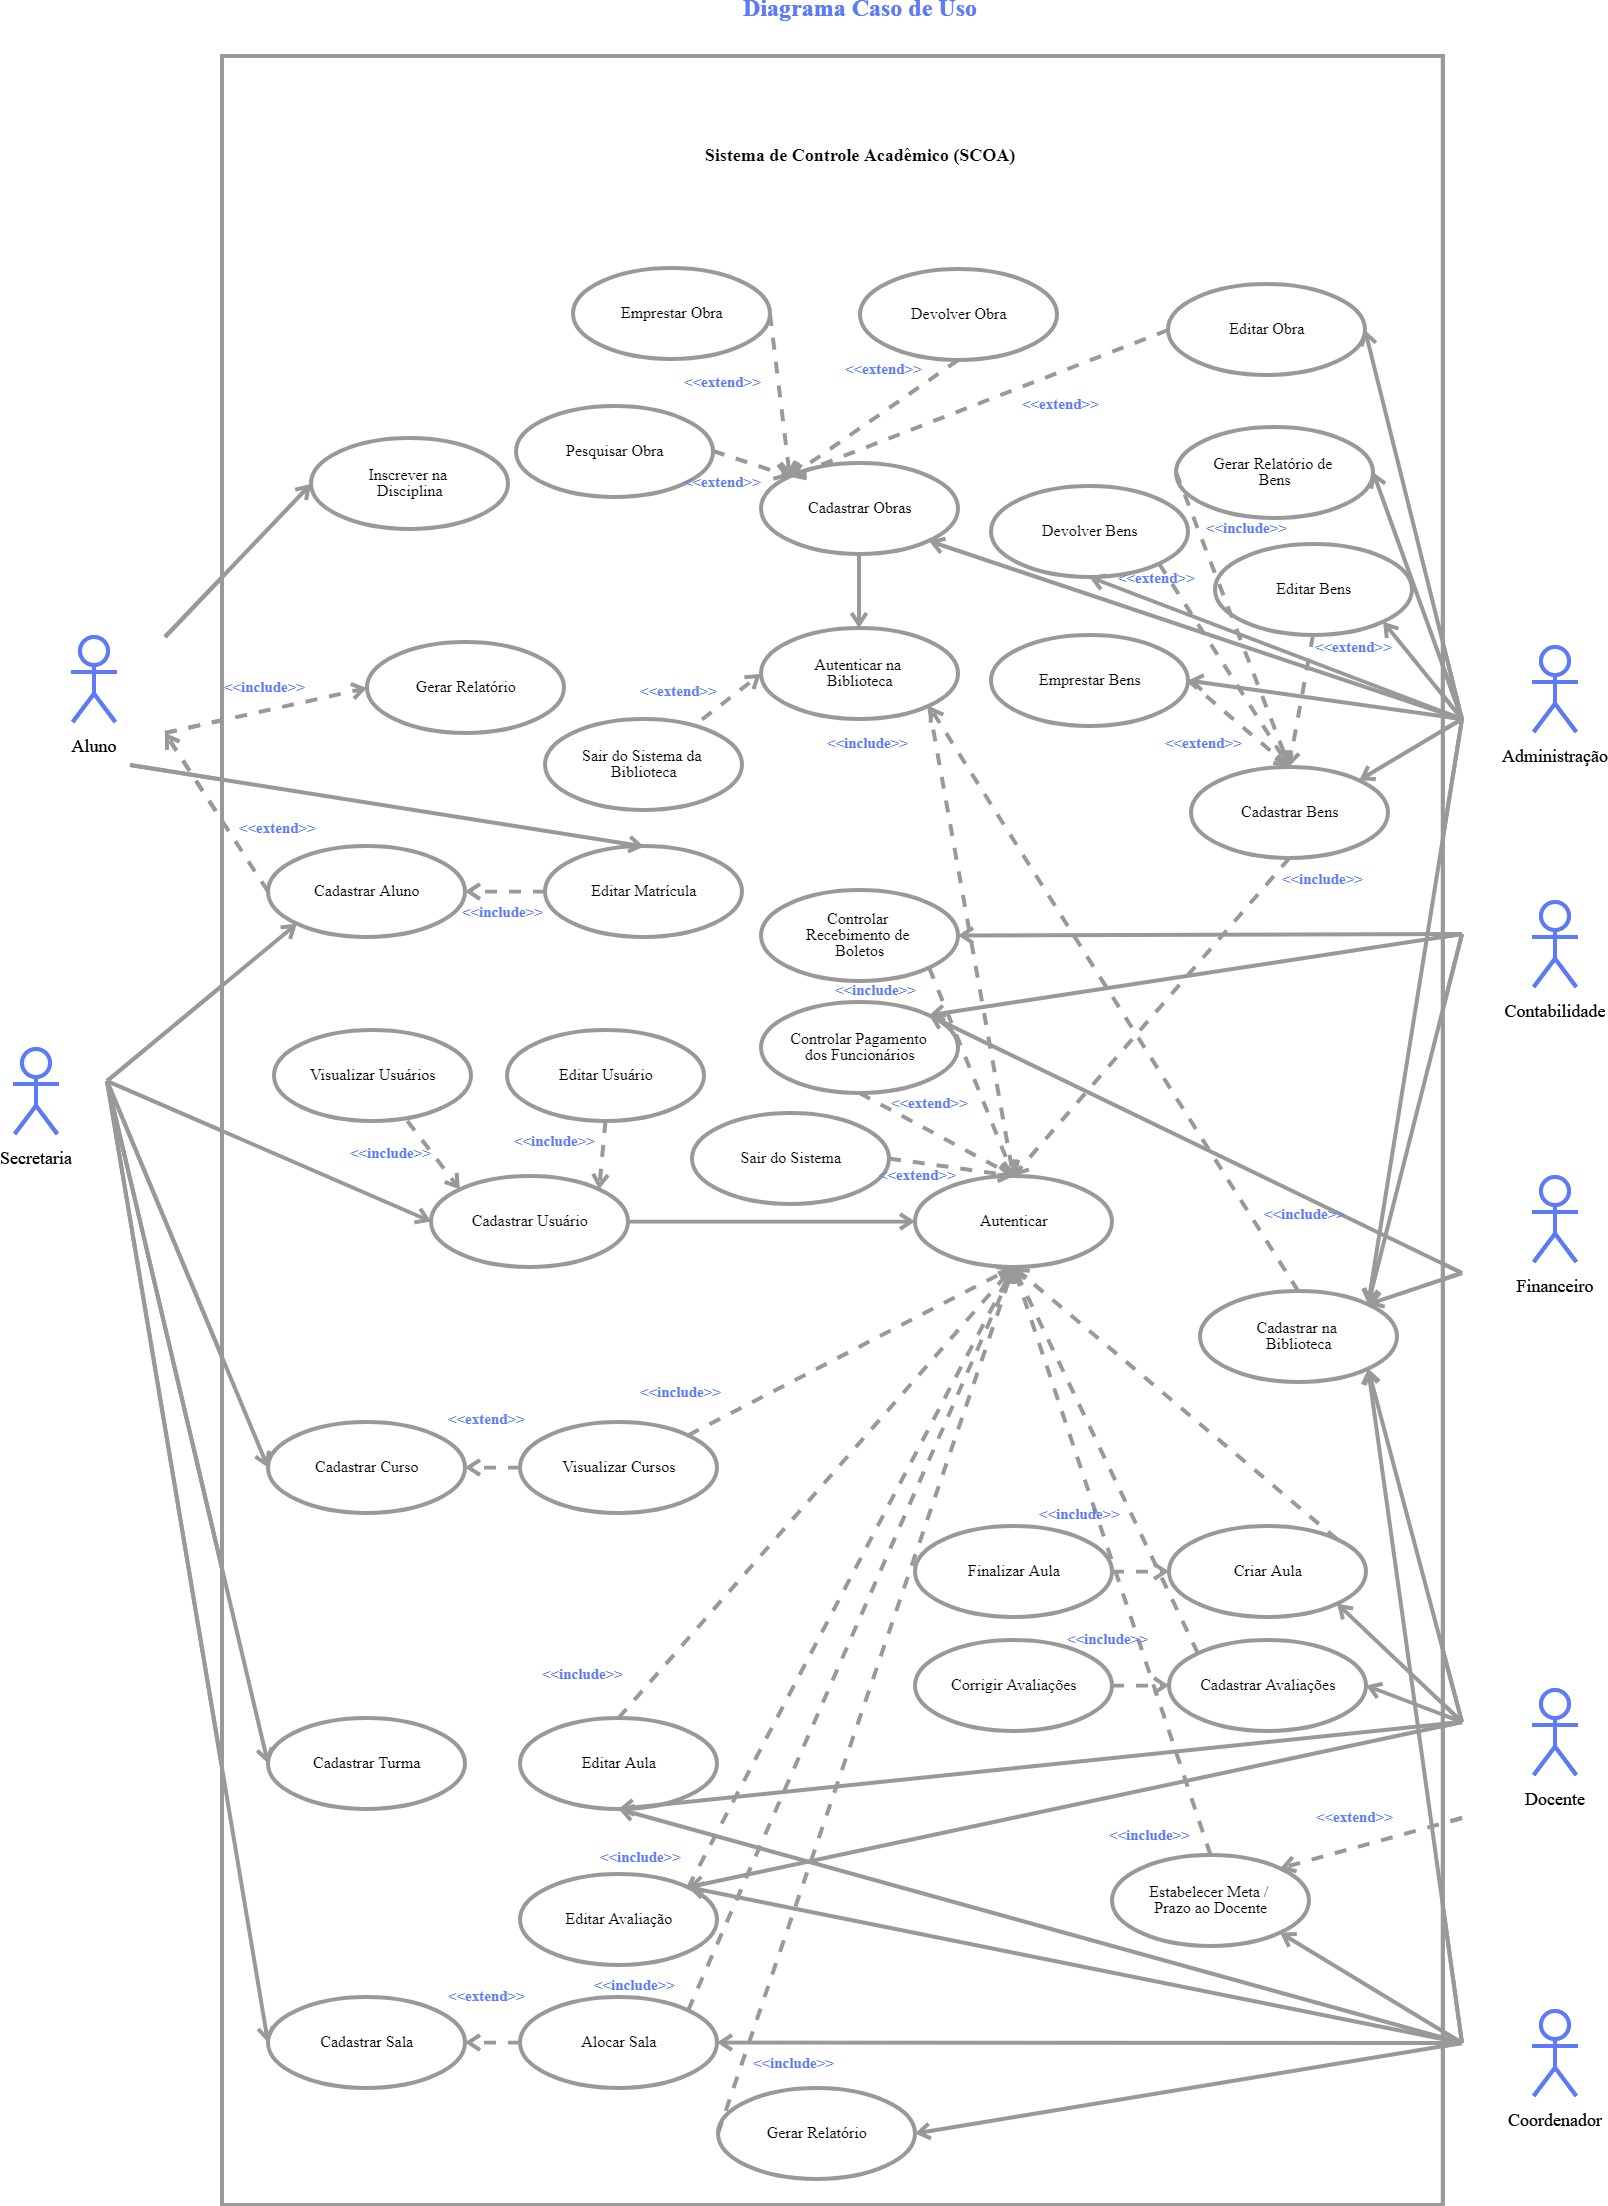 Diagrama Caso de Uso
Sistema de Controle Acadêmico (SCOA)
Emprestar Obra
Devolver Obra
Editar Obra
<<extend>>
<<extend>>
<<extend>>
Pesquisar Obra
<<extend>>
Inscrever na
Disciplina
Cadastrar Obras
Gerar Relatório de
Bens
<<include>>
Devolver Bens
<<extend>>
Editar Bens
<<extend>>
Aluno
<<include>>
Gerar Relatório
<<extend>>
Autenticar na
Biblioteca
<<include>>
Emprestar Bens
<<extend>>
Administração
Sair do Sistema da
Biblioteca
<<extend>>
Cadastrar Bens
<<include>>
Cadastrar Aluno
<<include>>
Editar Matrícula
Controlar
Recebimento de
Boletos
<<include>>
Contabilidade
Controlar Pagamento
dos Funcionários
<<extend>>
Secretaria
Visualizar Usuários
Editar Usuário
<<include>>
<<include>>
Sair do Sistema
<<extend>>
Cadastrar Usuário
Autenticar
<<include>>
Financeiro
Cadastrar na
Biblioteca
<<include>>
<<extend>>
Cadastrar Curso
Visualizar Cursos
<<include>>
Finalizar Aula
Criar Aula
<<include>>
Corrigir Avaliações
Cadastrar Avaliações
<<include>>
Cadastrar Turma
Editar Aula
Docente
<<extend>>
<<include>>
<<include>>
Estabelecer Meta /
Prazo ao Docente
Editar Avaliação
<<include>>
<<extend>>
Cadastrar Sala
Alocar Sala
<<include>>
Coordenador
Gerar Relatório